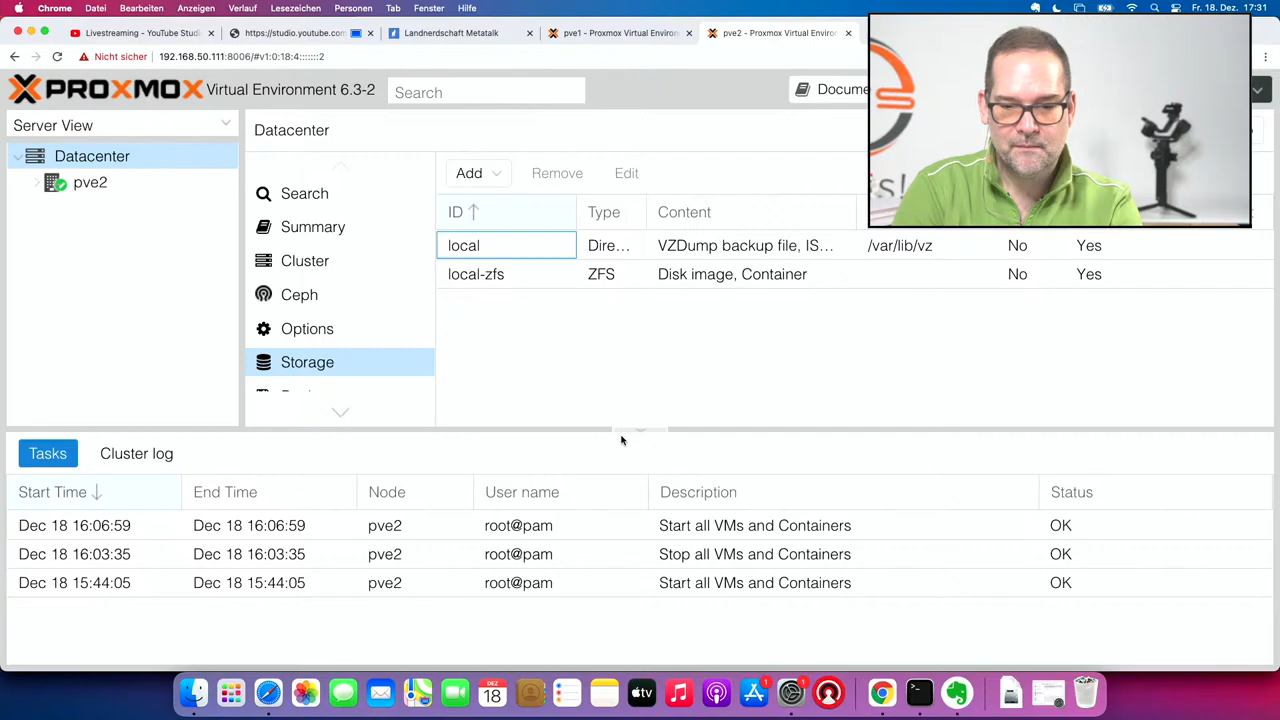 Chrome Datei Bearbeiten Anzeigen Verlauf Lesezeichen Personen Tab Fenster Hilfe Fr. 18. Dez. 17:31
Livestreaming - YouTube Studi https://studio.youtube.com Landnerdschaft Metatalk pve1 - Proxmox Virtual Environ pve2 - Proxmox Virtual Environ
Nicht sicher 192.168.50.111:8006/#v1:0:18:4:::::::2
PROXMOX Virtual Environment 6.3-2 Search Docume
Server View
Datacenter
pve2
Datacenter
Search
Summary
Cluster
Ceph
Options
Storage
Add Remove Edit
ID Type Content
local Dire… VZDump backup file, IS… /var/lib/vz No Yes
local-zfs ZFS Disk image, Container No Yes
Tasks Cluster log
Start Time End Time Node User name Description Status
Dec 18 16:06:59 Dec 18 16:06:59 pve2 root@pam Start all VMs and Containers OK
Dec 18 16:03:35 Dec 18 16:03:35 pve2 root@pam Stop all VMs and Containers OK
Dec 18 15:44:05 Dec 18 15:44:05 pve2 root@pam Start all VMs and Containers OK
DEZ
18
tv
1
1